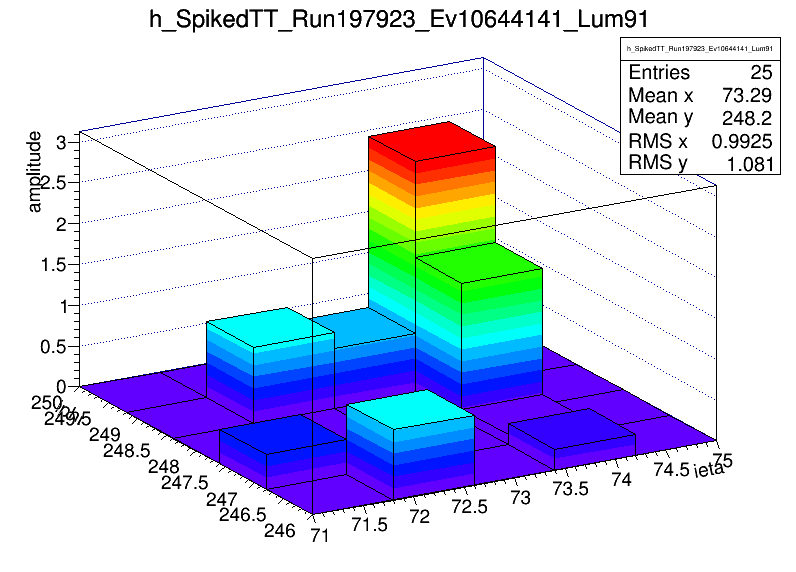 h_SpikedTT_Run197923_Ev10644141_Lum91
h_SpikedTT_Run197923_Ev10644141_Lum91
Entries 25
Mean x 73.29
Mean y 248.2
RMS x 0.9925
RMS y 1.081
amplitude
3
2.5
2
1.5
1
0.5
0
250
249.5
249
248.5
248
247.5
247
246.5
246
71
71.5
72
72.5
73
73.5
74
74.5
75
ieta